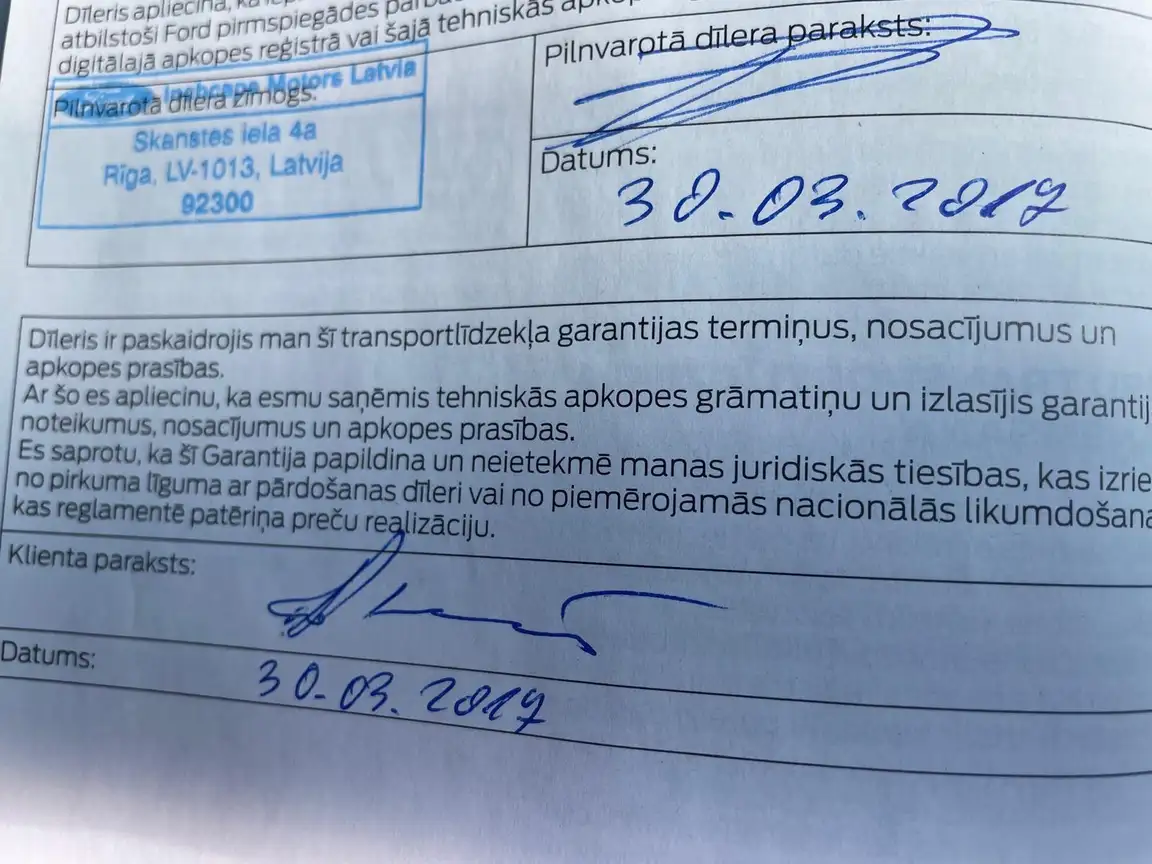 Dīleris apliecina, ka
atbilstoši Ford pirmspiegādes
digitālajā apkopes reģistrā vai šajā tehniskās
Inchcape Motors Latvia
Pilnvarotā dīlera zīmogs:
Skanstes iela 4a
Rīga, LV-1013, Latvija
92300
Pilnvarotā dīlera paraksts:
Datums:
30.03.2017
Dīleris ir paskaidrojis man šī transportlīdzekļa garantijas termiņus, nosacījumus un
apkopes prasības.
Ar šo es apliecinu, ka esmu saņēmis tehniskās apkopes grāmatiņu un izlasījis garantij
noteikumus, nosacījumus un apkopes prasības.
Es saprotu, ka šī Garantija papildina un neietekmē manas juridiskās tiesības, kas izrie
no pirkuma līguma ar pārdošanas dīleri vai no piemērojamās nacionālās likumdošana
kas reglamentē patēriņa preču realizāciju.
Klienta paraksts:
Datums:
30.03.2017